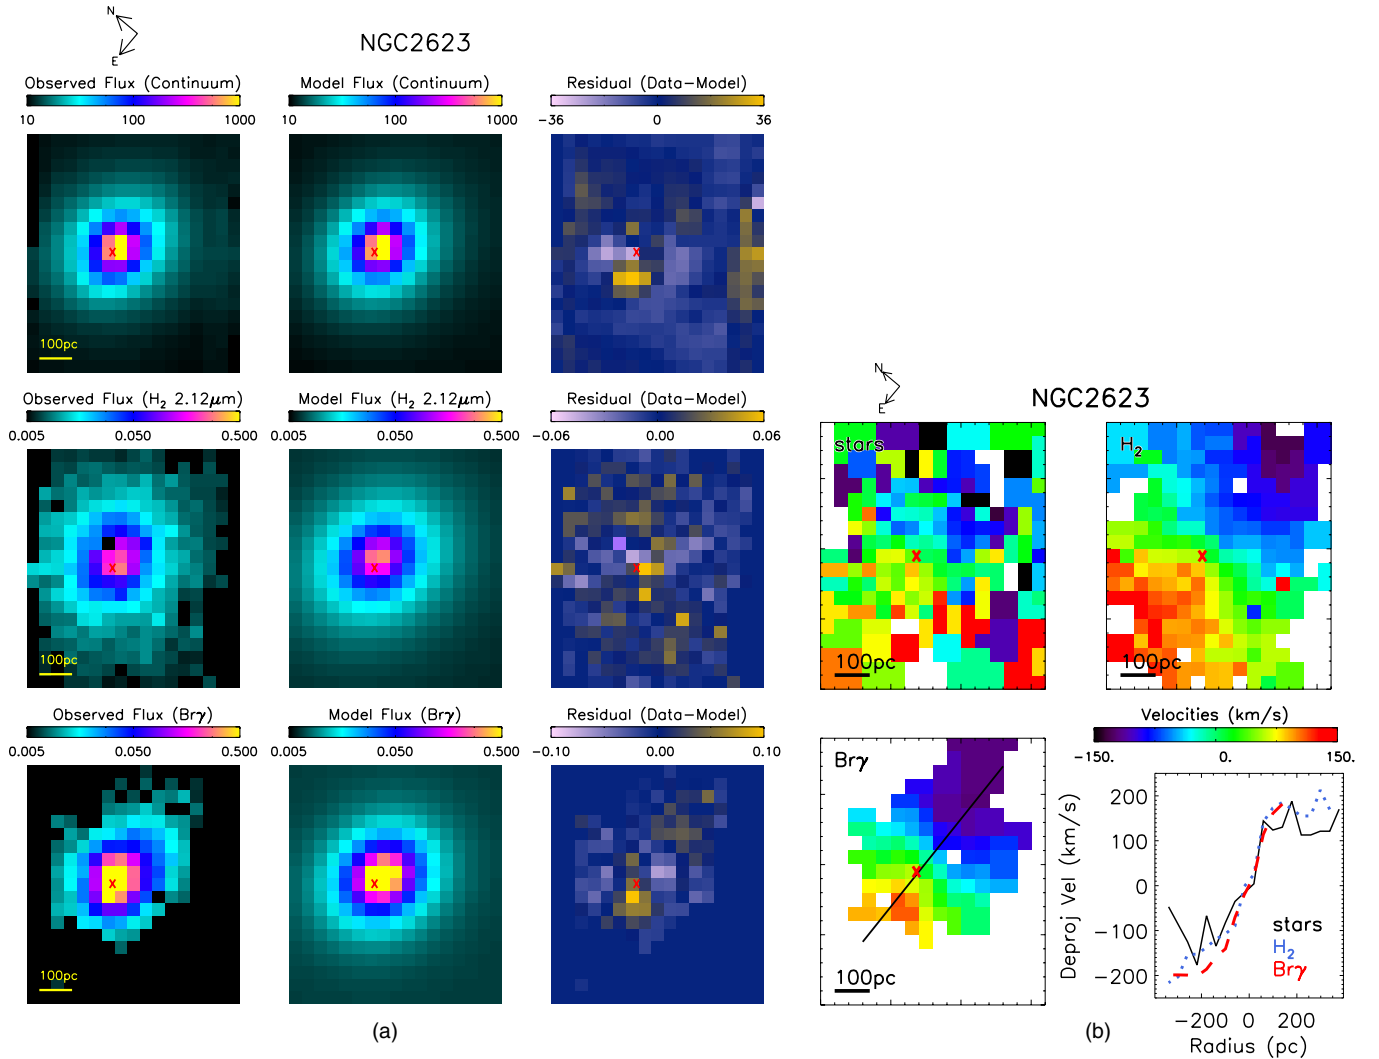 N
E
NGC2623
Observed Flux (Continuum)
10 100 1000
Model Flux (Continuum)
10 100 1000
Residual (Data-Model)
-36 0 36
x
100pc
x
x
Observed Flux (H₂ 2.12μm)
0.005 0.050 0.500
Model Flux (H₂ 2.12μm)
0.005 0.050 0.500
Residual (Data-Model)
-0.06 0.00 0.06
x
100pc
x
x
Observed Flux (Brγ)
0.005 0.050 0.500
Model Flux (Brγ)
0.005 0.050 0.500
Residual (Data-Model)
-0.10 0.00 0.10
x
100pc
x
x
(a)
N
E
NGC2623
stars
x
100pc
H₂
x
100pc
Brγ
x
100pc
Velocities (km/s)
-150. 0. 150.
Deproj Vel (km/s)
200
100
0
-100
-200
stars
H₂
Brγ
-200 0 200
Radius (pc)
(b)